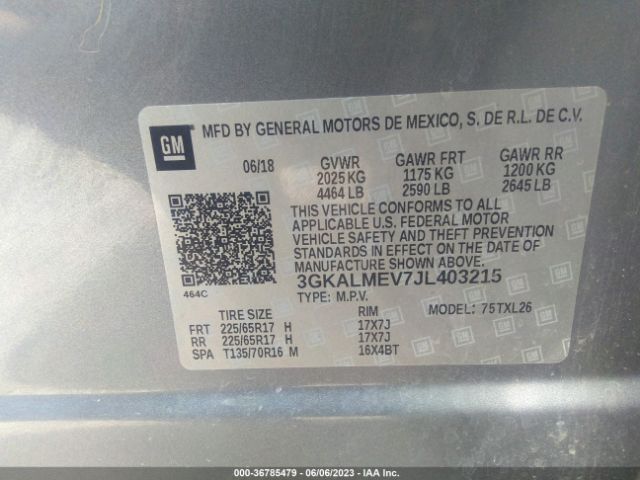 GM
MFD BY GENERAL MOTORS DE MEXICO, S. DE R.L. DE C.V.
06/18 GVWR GAWR FRT GAWR RR
2025 KG 1175 KG 1200 KG
4464 LB 2590 LB 2645 LB
THIS VEHICLE CONFORMS TO ALL
APPLICABLE U.S. FEDERAL MOTOR
VEHICLE SAFETY AND THEFT PREVENTION
STANDARDS IN EFFECT ON THE DATE OF
MANUFACTURE SHOWN ABOVE.
3GKALMEV7JL403215
464C
TYPE: M.P.V. MODEL: 75TXL26
TIRE SIZE RIM
FRT 225/65R17 H 17X7J
RR 225/65R17 H 17X7J
SPA T135/70R16 M 16X4BT
000-36785479 - 06/06/2023 - IAA Inc.